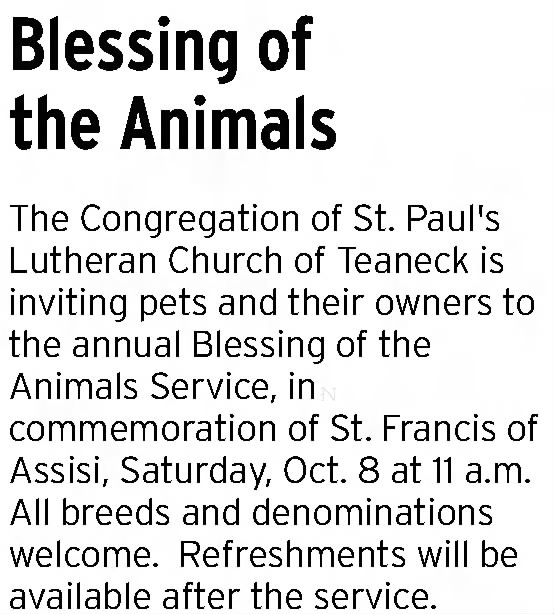 Blessing of
the Animals
The Congregation of St. Paul's
Lutheran Church of Teaneck is
inviting pets and their owners to
the annual Blessing of the
Animals Service, in
commemoration of St. Francis of
Assisi, Saturday, Oct. 8 at 11 a.m.
All breeds and denominations
welcome.  Refreshments will be
available after the service.